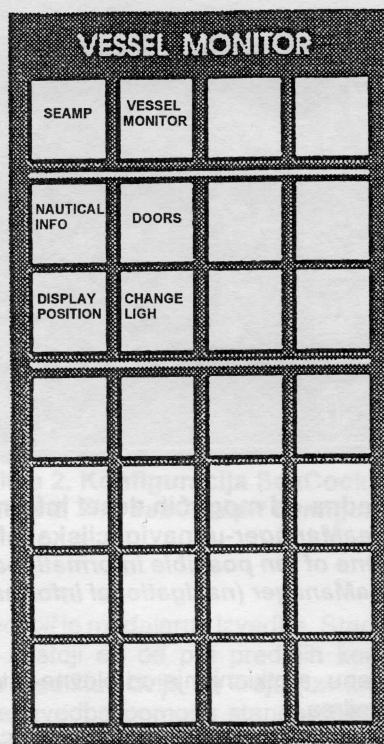 VESSEL MONITOR
SEAMP
VESSEL
MONITOR
NAUTICAL
INFO
DOORS
DISPLAY
POSITION
CHANGE
LIGH